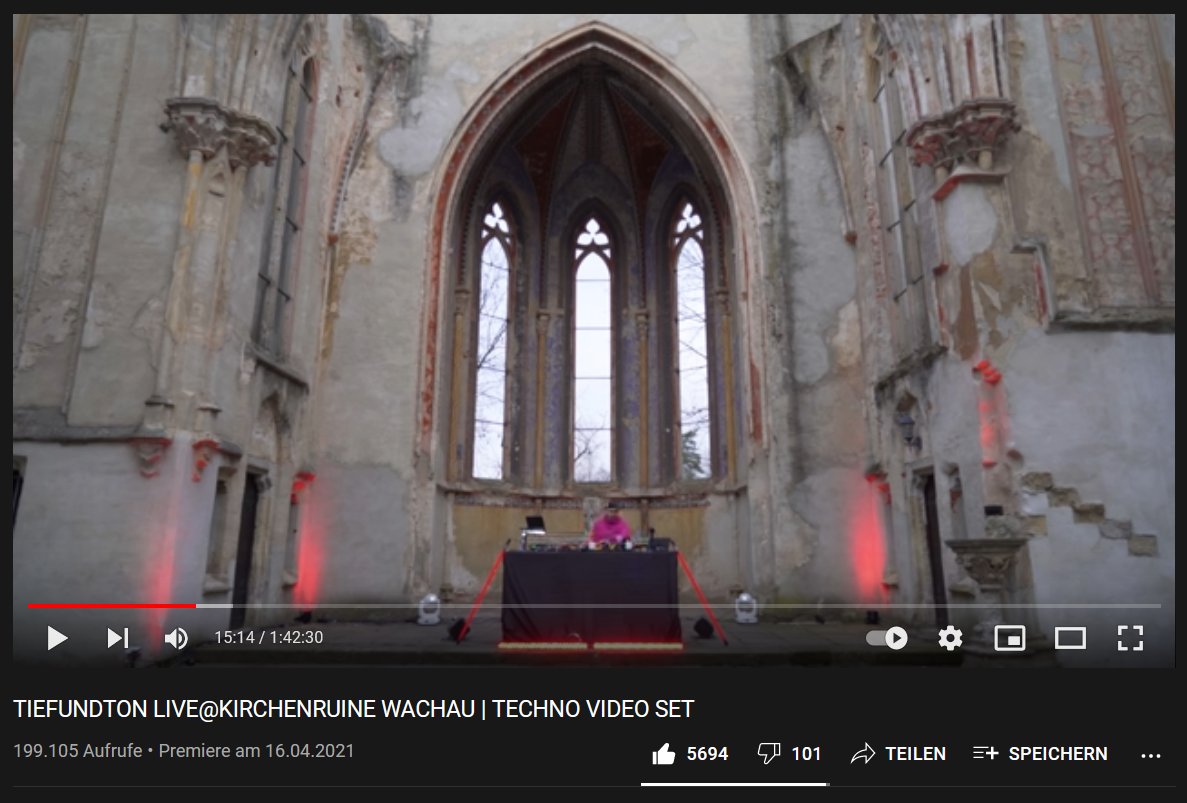 15:14 / 1:42:30
TIEFUNDTON LIVE@KIRCHENRUINE WACHAU | TECHNO VIDEO SET
199.105 Aufrufe • Premiere am 16.04.2021
5694 101 TEILEN SPEICHERN ...